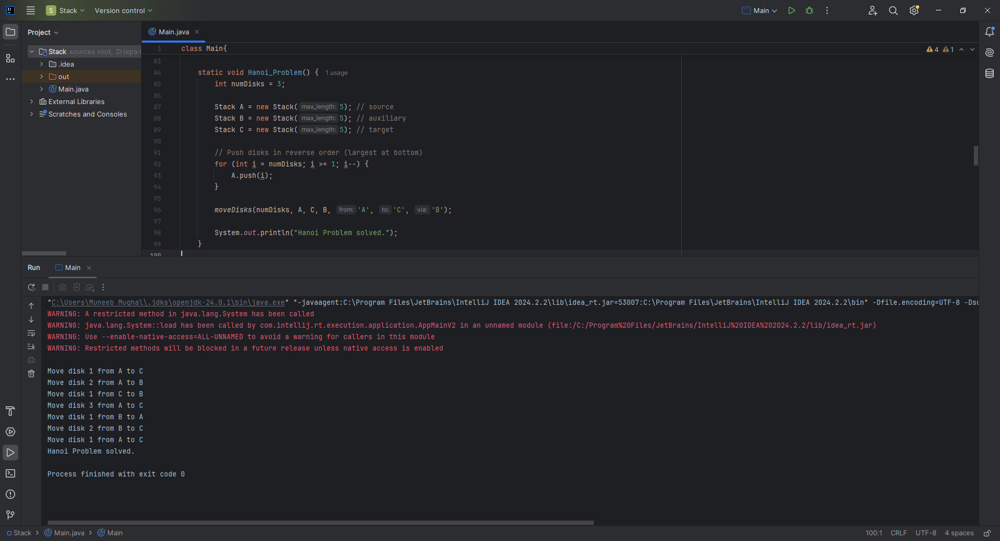 S Stack Version control Main
Project
Main.java
Stack sources root, D:\Iqra
.idea
out
Main.java
External Libraries
Scratches and Consoles
3 class Main{
4 1
83
84 static void Hanoi_Problem() { 1 usage
85 int numDisks = 3;
86
87 Stack A = new Stack( max_length: 5); // source
88 Stack B = new Stack( max_length: 5); // auxiliary
89 Stack C = new Stack( max_length: 5); // target
90
91 // Push disks in reverse order (largest at bottom)
92 for (int i = numDisks; i >= 1; i--) {
93 A.push(i);
94 }
95
96 moveDisks(numDisks, A, C, B, from: 'A', to: 'C', via: 'B');
97
98 System.out.println("Hanoi Problem solved.");
99 }
100
Run Main
"C:\Users\Muneeb Mughal\.jdks\openjdk-24.0.1\bin\java.exe" "-javaagent:C:\Program Files\JetBrains\IntelliJ IDEA 2024.2.2\lib\idea_rt.jar=53007:C:\Program Files\JetBrains\IntelliJ IDEA 2024.2.2\bin" -Dfile.encoding=UTF-8 -Dsu
WARNING: A restricted method in java.lang.System has been called
WARNING: java.lang.System::load has been called by com.intellij.rt.execution.application.AppMainV2 in an unnamed module (file:/C:/Program%20Files/JetBrains/IntelliJ%20IDEA%202024.2.2/lib/idea_rt.jar)
WARNING: Use --enable-native-access=ALL-UNNAMED to avoid a warning for callers in this module
WARNING: Restricted methods will be blocked in a future release unless native access is enabled
Move disk 1 from A to C
Move disk 2 from A to B
Move disk 1 from C to B
Move disk 3 from A to C
Move disk 1 from B to A
Move disk 2 from B to C
Move disk 1 from A to C
Hanoi Problem solved.
Process finished with exit code 0
Stack > Main.java > Main
100:1 CRLF UTF-8 4 spaces